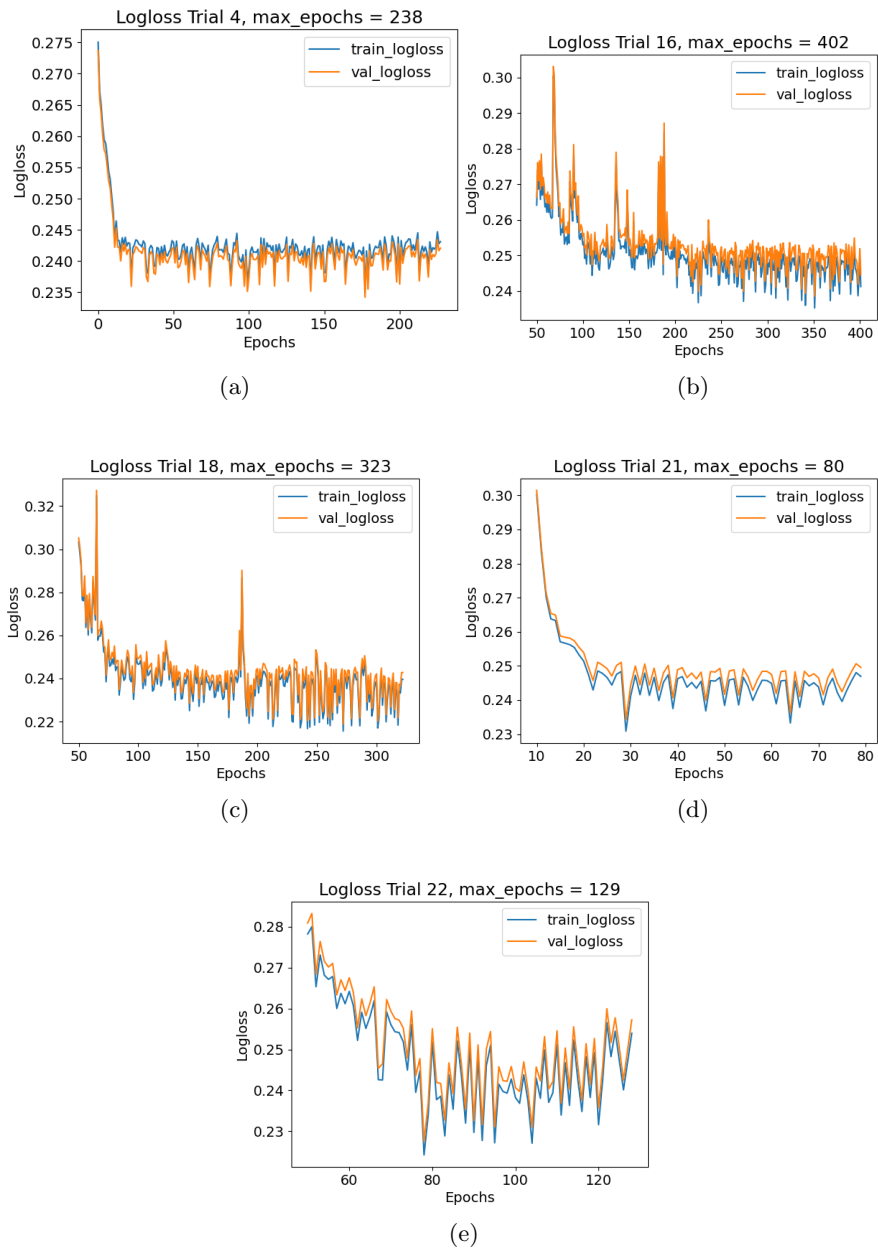 Logloss Trial 4, max_epochs = 238
0.275
0.270
0.265
0.260
0.255
0.250
0.245
0.240
0.235
Logloss
train_logloss
val_logloss
0 50 100 150 200
Epochs
(a)
Logloss Trial 16, max_epochs = 402
0.30
0.29
0.28
0.27
0.26
0.25
0.24
Logloss
train_logloss
val_logloss
50 100 150 200 250 300 350 400
Epochs
(b)
Logloss Trial 18, max_epochs = 323
0.32
0.30
0.28
0.26
0.24
0.22
Logloss
train_logloss
val_logloss
50 100 150 200 250 300
Epochs
(c)
Logloss Trial 21, max_epochs = 80
0.30
0.29
0.28
0.27
0.26
0.25
0.24
0.23
Logloss
train_logloss
val_logloss
10 20 30 40 50 60 70 80
Epochs
(d)
Logloss Trial 22, max_epochs = 129
0.28
0.27
0.26
0.25
0.24
0.23
Logloss
train_logloss
val_logloss
60 80 100 120
Epochs
(e)